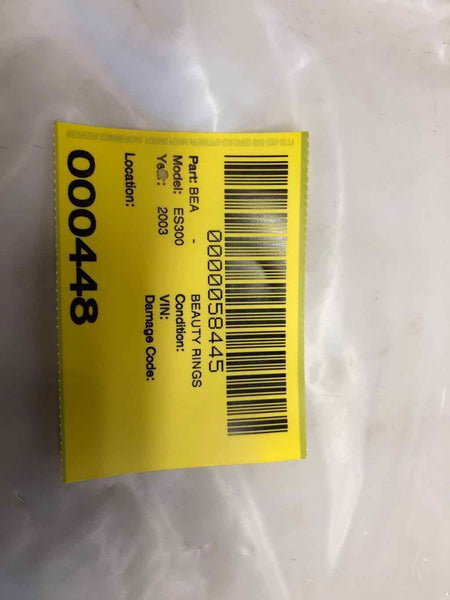 0000058445
Part: BEA - BEAUTY RINGS
Model: ES300 Condition:
2003 VIN:
Damage Code:
Location:
000448